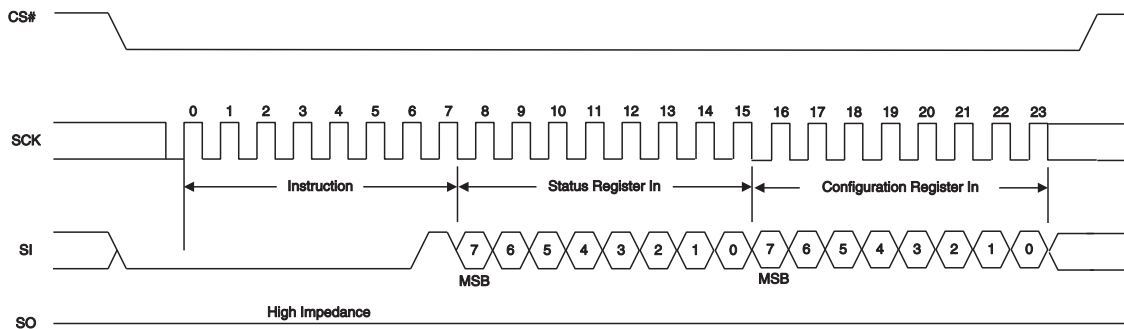 CS#
0 1 2 3 4 5 6 7 8 9 10 11 12 13 14 15 16 17 18 19 20 21 22 23
SCK
Instruction Status Register In Configuration Register In
SI 7 6 5 4 3 2 1 0 7 6 5 4 3 2 1 0
MSB MSB
High Impedance
SO